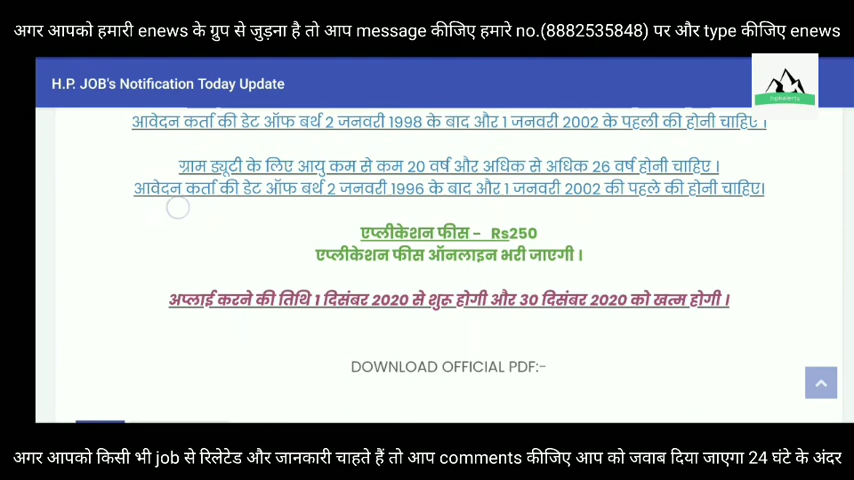 अगर आपको हमारी enews के ग्रुप से जुड़ना है तो आप message कीजिए हमारे no.(8882535848) पर और type कीजिए enews
H.P. JOB's Notification Today Update
आवेदन कर्ता की डेट ऑफ बर्थ 2 जनवरी 1998 के बाद और 1 जनवरी 2002 के पहली की होनी चाहिए ।
ग्राम ड्यूटी के लिए आयु कम से कम 20 वर्ष और अधिक से अधिक 26 वर्ष होनी चाहिए ।
आवेदन कर्ता की डेट ऑफ बर्थ 2 जनवरी 1996 के बाद और 1 जनवरी 2002 की पहले की होनी चाहिए।
एप्लीकेशन फीस - Rs250
एप्लीकेशन फीस ऑनलाइन भरी जाएगी ।
अप्लाई करने की तिथि 1 दिसंबर 2020 से शुरू होगी और 30 दिसंबर 2020 को खत्म होगी ।
DOWNLOAD OFFICIAL PDF:-
अगर आपको किसी भी job से रिलेटेड और जानकारी चाहते हैं तो आप comments कीजिए आप को जवाब दिया जाएगा 24 घंटे के अंदर